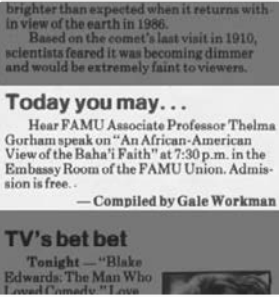 brighter than expected when it returns with
in view of the earth in 1986.
Based on the comet's last visit in 1910,
scientists feared it was becoming dimmer
and would be extremely faint to viewers.
Today you may...
Hear FAMU Associate Professor Thelma
Gorham speak on "An African-American
View of the Baha'i Faith" at 7:30 p.m. in the
Embassy Room of the FAMU Union. Admis-
sion is free.
— Compiled by Gale Workman
TV's bet bet
Tonight — "Blake
Edwards: The Man Who
Loved Comedy." Love